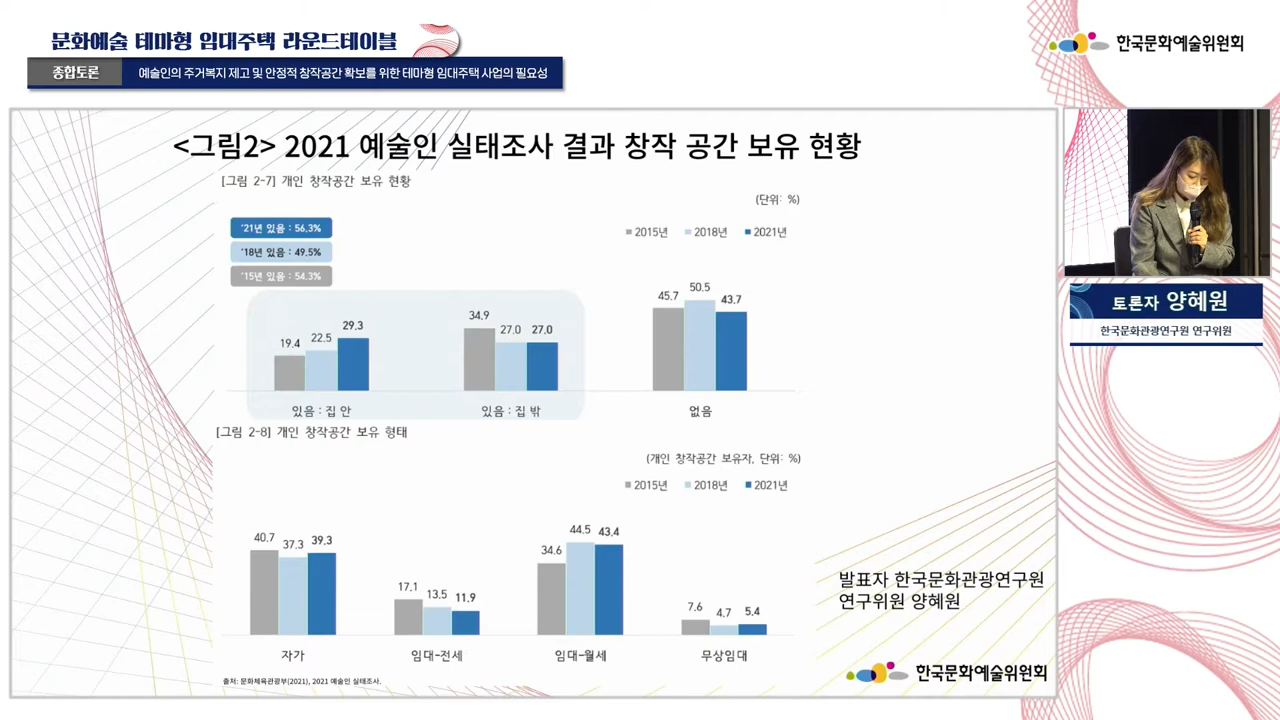 문화예술 테마형 임대주택 라운드테이블
종합토론
예술인의 주거복지 제고 및 안정적 창작공간 확보를 위한 테마형 임대주택 사업의 필요성
한국문화예술위원회
<그림2> 2021 예술인 실태조사 결과 창작 공간 보유 현황
[그림 2-7] 개인 창작공간 보유 현황
(단위: %)
'21년 있음 : 56.3%
'18년 있음 : 49.5%
'15년 있음 : 54.3%
2015년 2018년 2021년
19.4 22.5 29.3
34.9 27.0 27.0
45.7 50.5 43.7
있음 : 집 안
있음 : 집 밖
없음
[그림 2-8] 개인 창작공간 보유 형태
(개인 창작공간 보유자, 단위: %)
2015년 2018년 2021년
40.7 37.3 39.3
17.1 13.5 11.9
34.6 44.5 43.4
7.6 4.7 5.4
자가
임대-전세
임대-월세
무상임대
출처: 문화체육관광부(2021), 2021 예술인 실태조사.
발표자 한국문화관광연구원
연구위원 양혜원
한국문화예술위원회
토론자 양혜원
한국문화관광연구원 연구위원